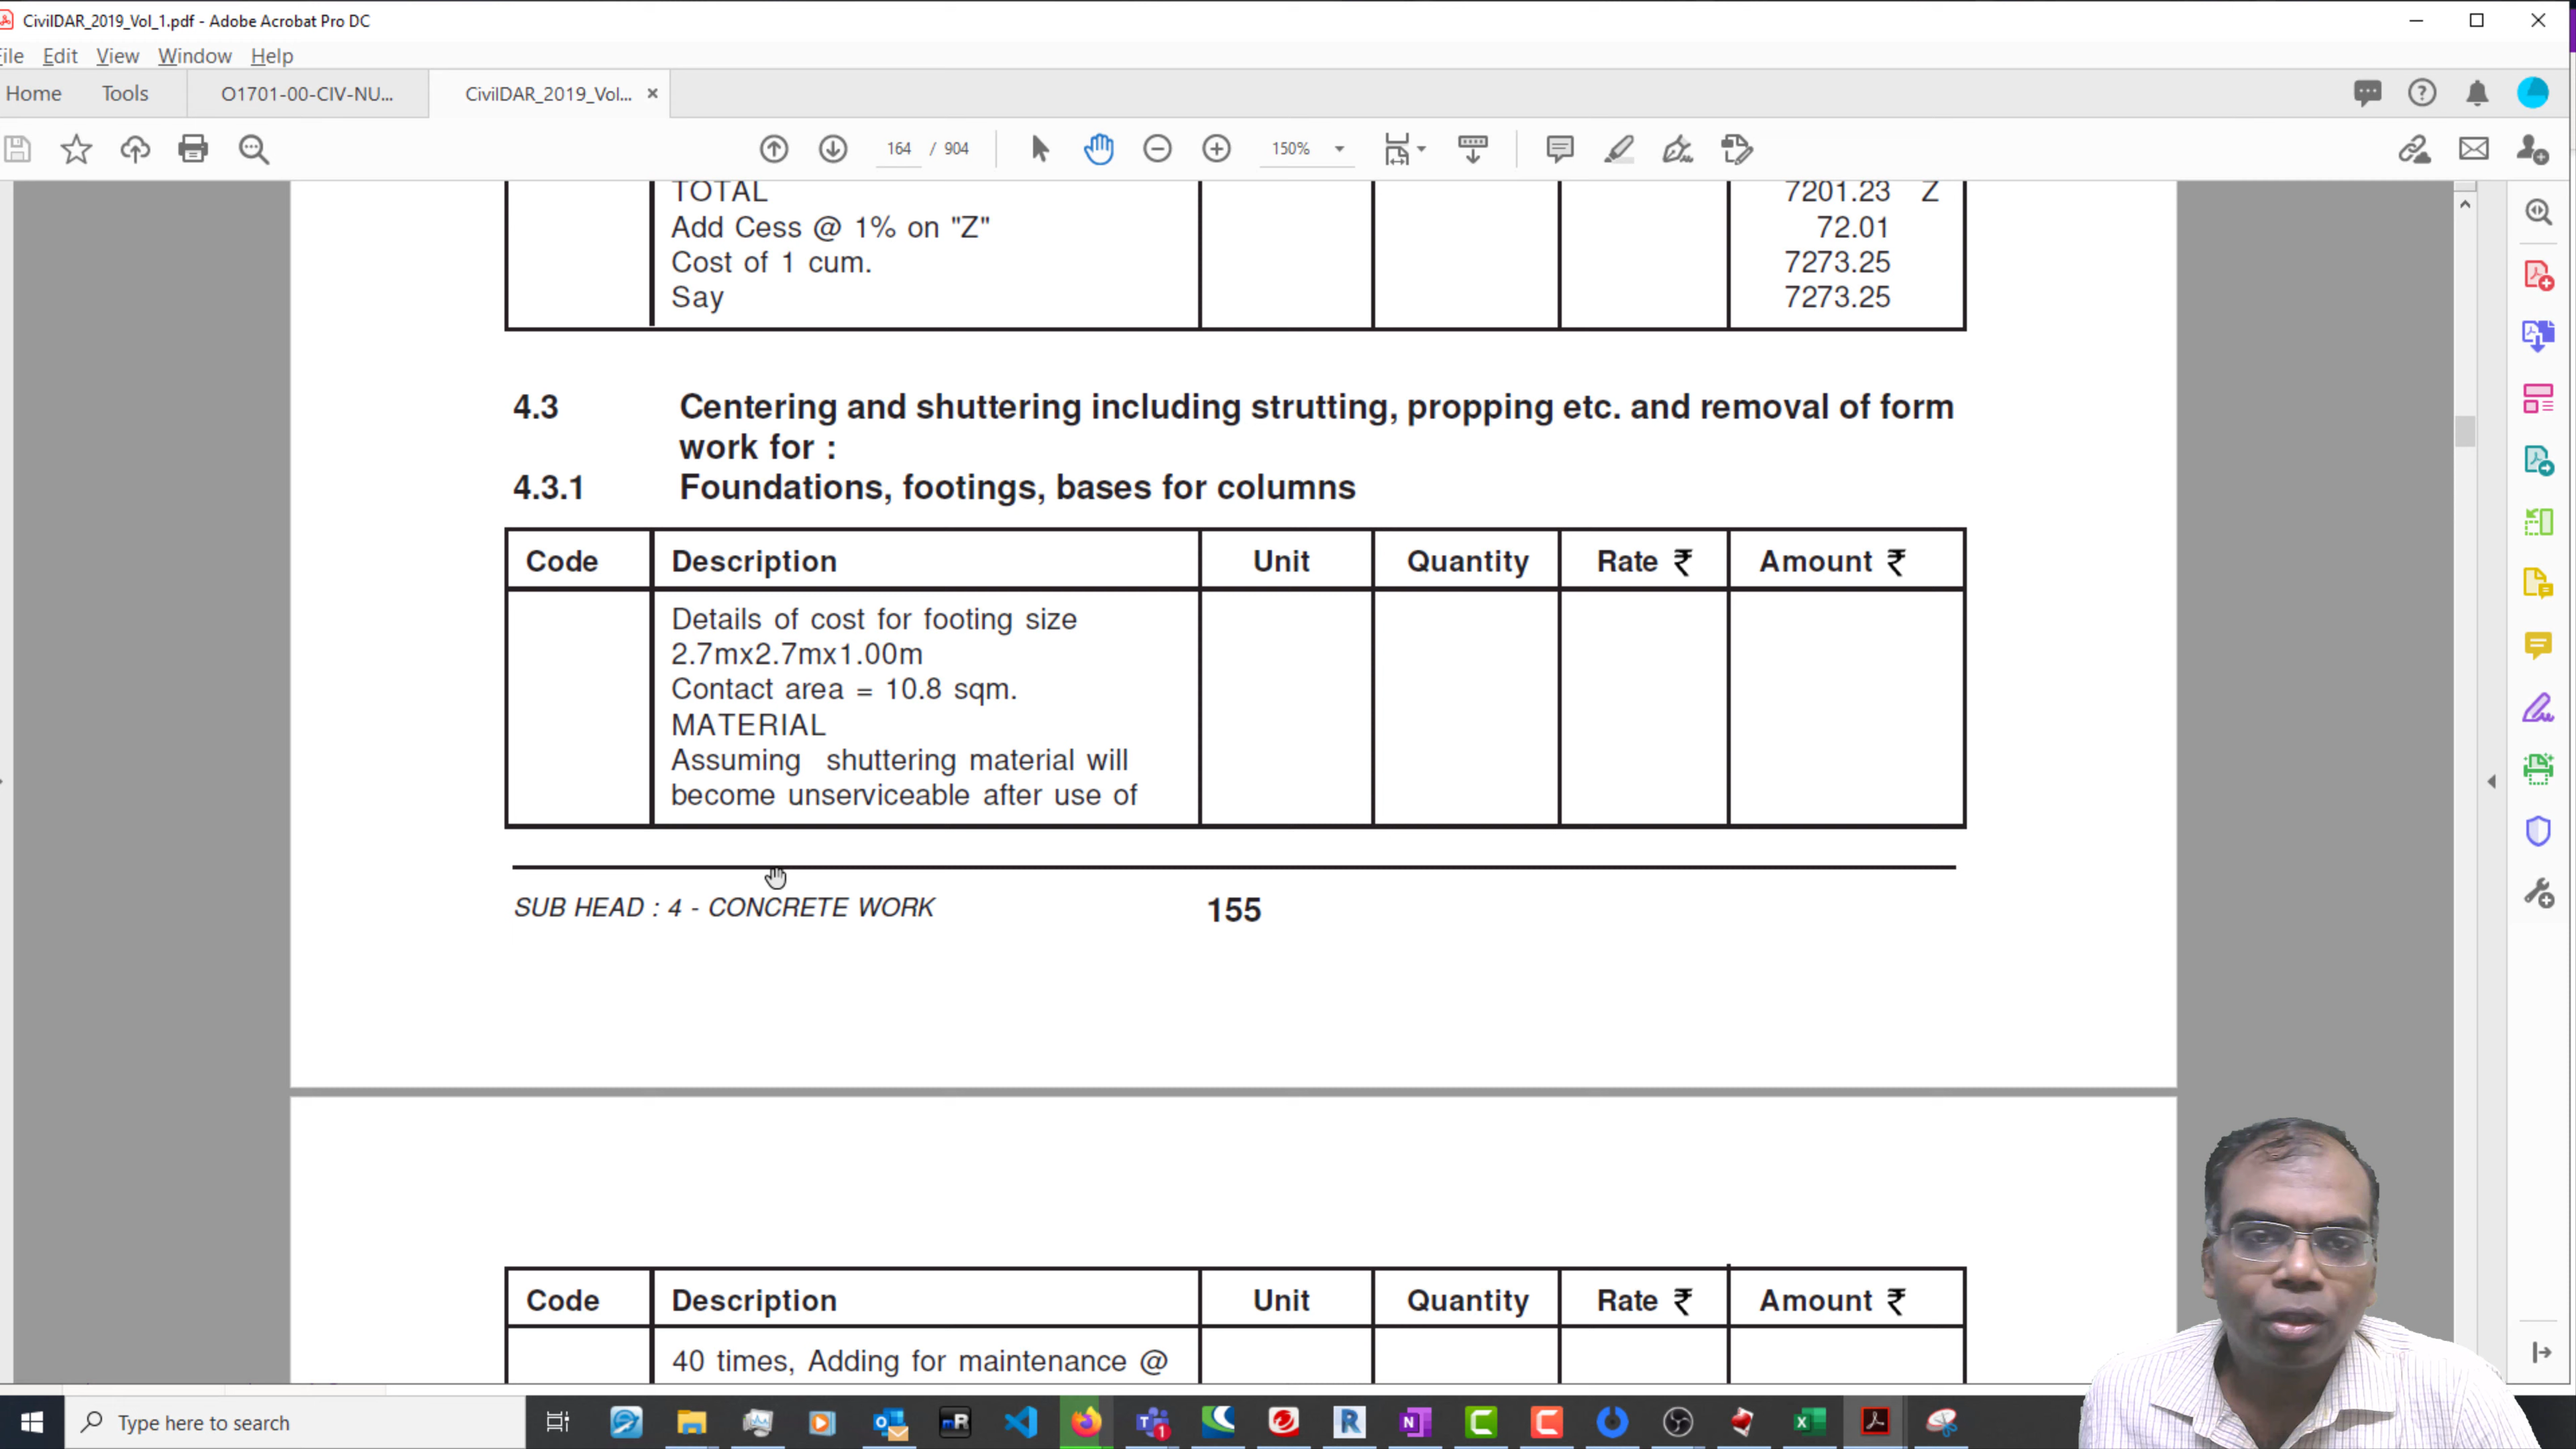 CivilDAR_2019_Vol_1.pdf - Adobe Acrobat Pro DC
File Edit View Window Help
Home Tools O1701-00-CIV-NU... CivilDAR_2019_Vol... ×
164 / 904 150%
TOTAL 7201.23 Z
Add Cess @ 1% on "Z" 72.01
Cost of 1 cum. 7273.25
Say 7273.25
4.3 Centering and shuttering including strutting, propping etc. and removal of form
work for :
4.3.1 Foundations, footings, bases for columns
Code Description Unit Quantity Rate ₹ Amount ₹
Details of cost for footing size
2.7mx2.7mx1.00m
Contact area = 10.8 sqm.
MATERIAL
Assuming shuttering material will
become unserviceable after use of
SUB HEAD : 4 - CONCRETE WORK 155
Code Description Unit Quantity Rate ₹ Amount ₹
40 times, Adding for maintenance @
Type here to search